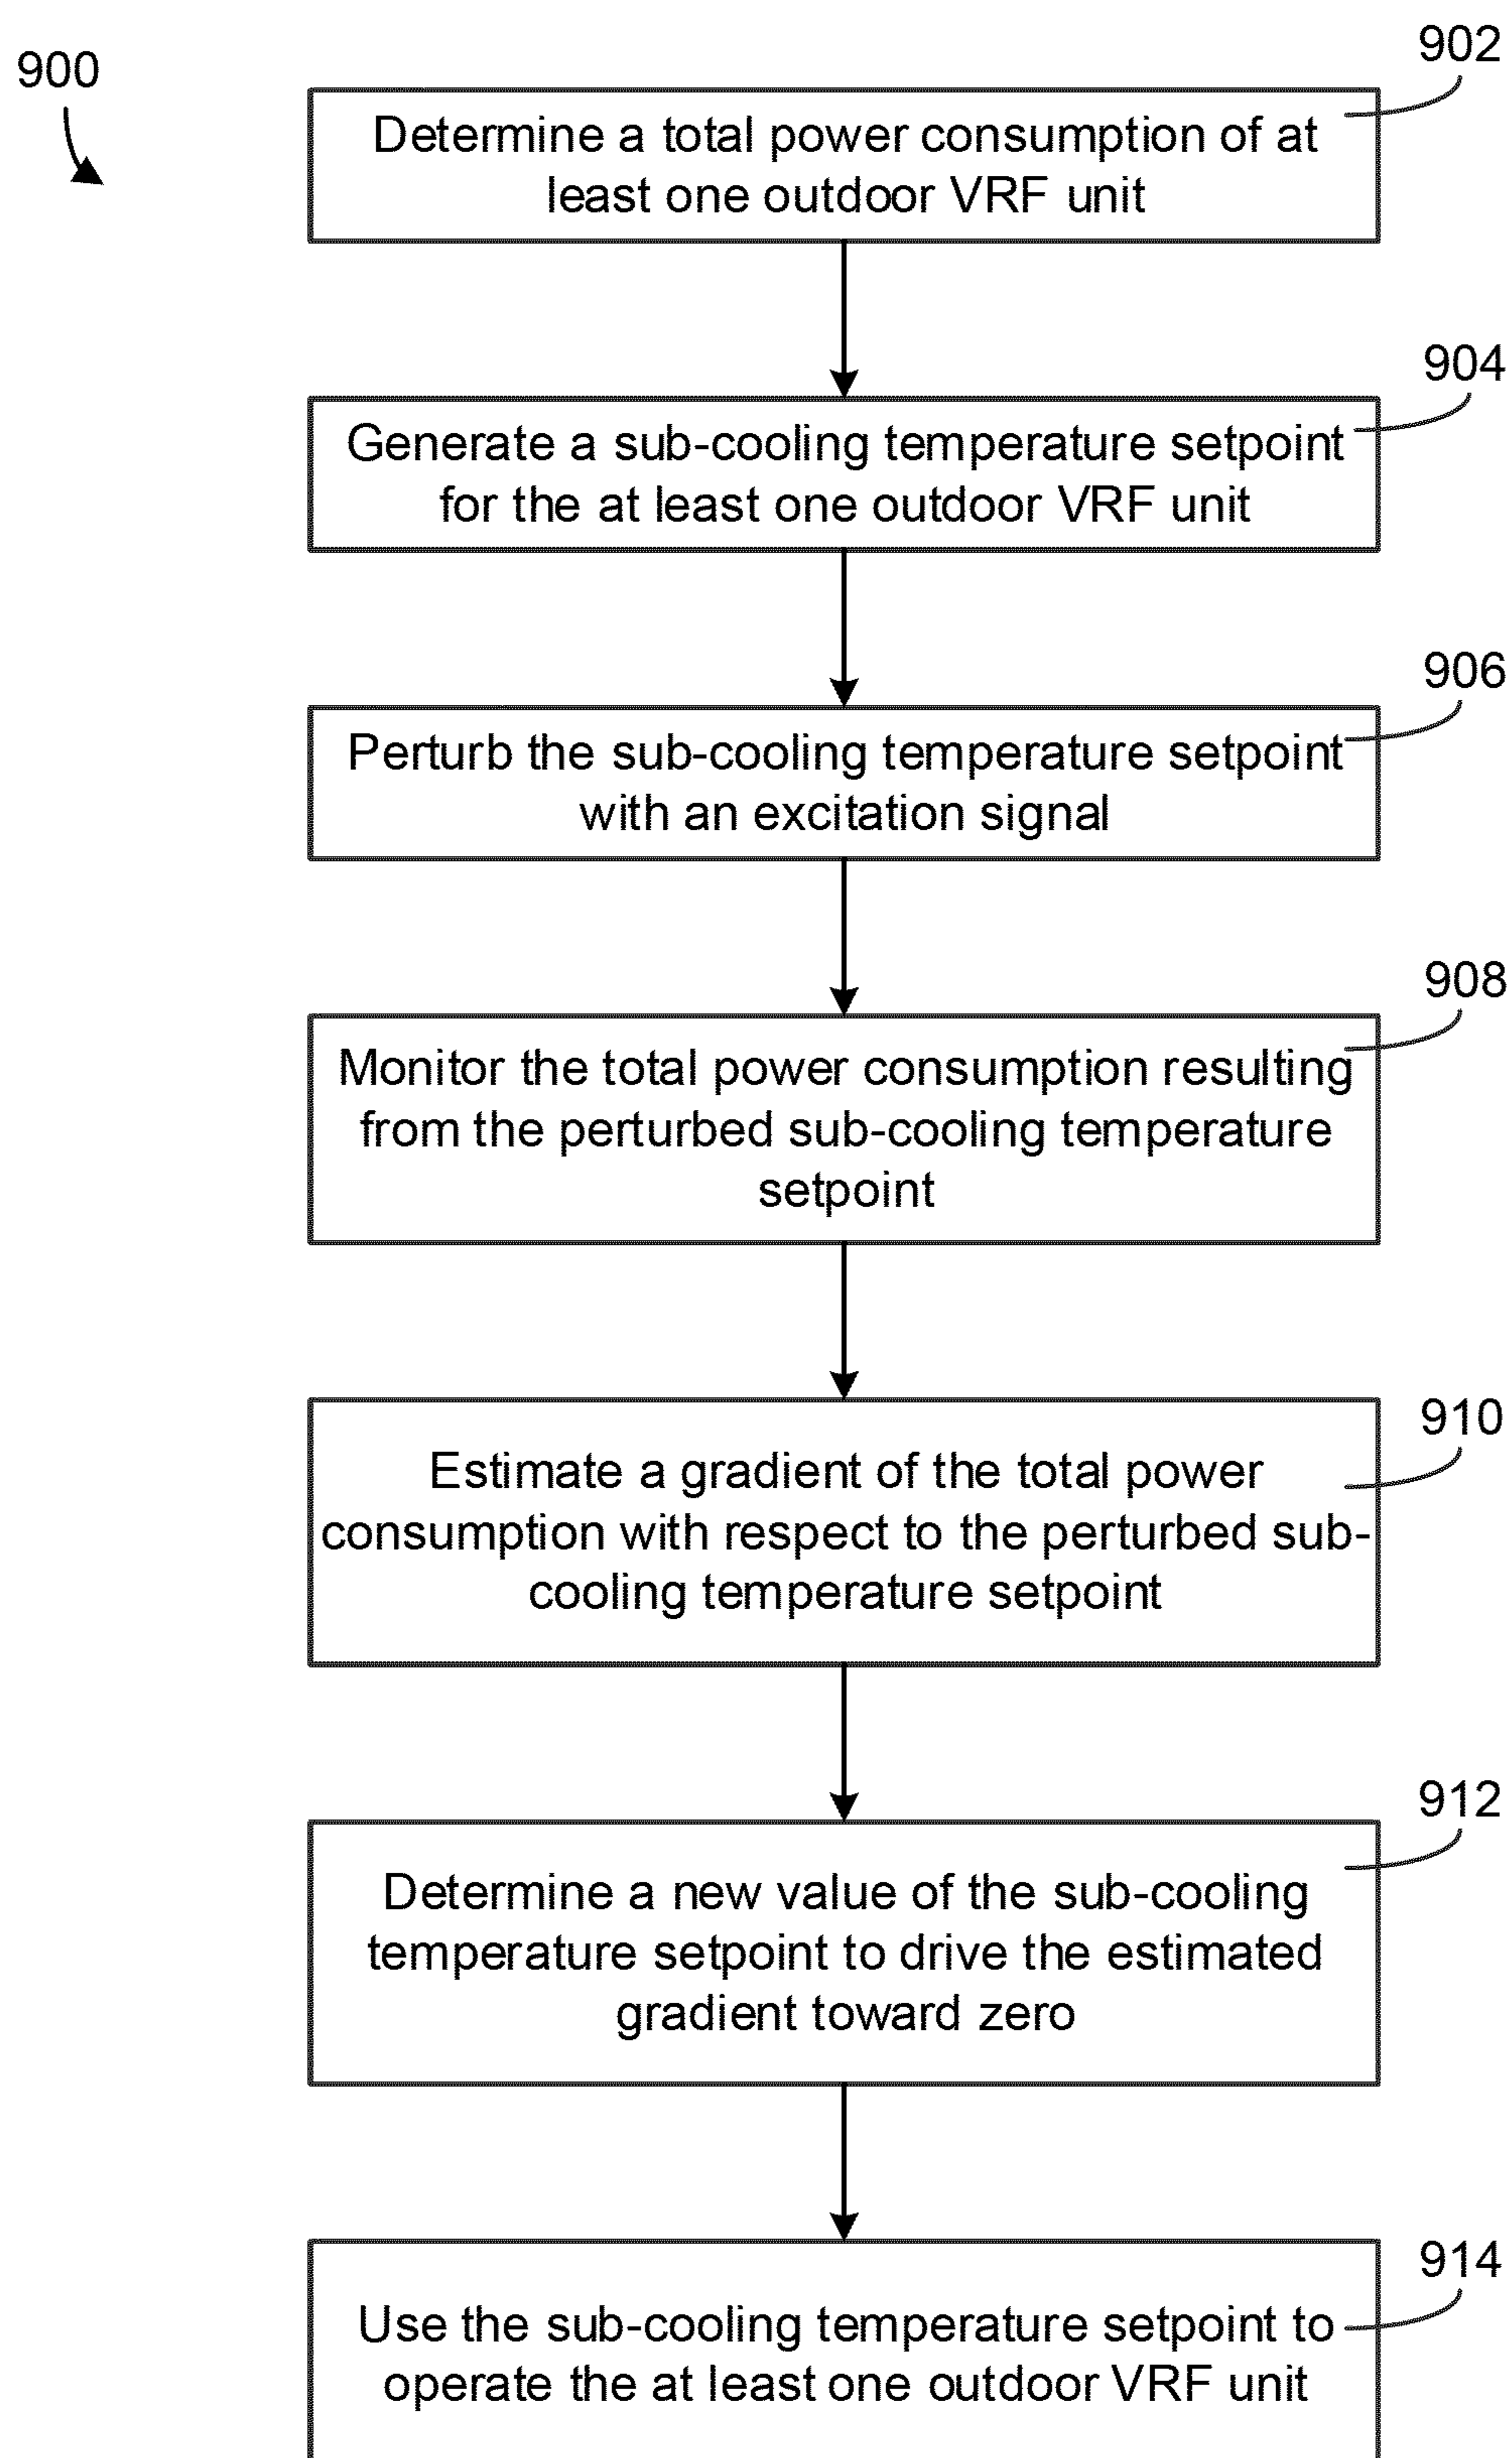 900
902
Determine a total power consumption of at
least one outdoor VRF unit
904
Generate a sub-cooling temperature setpoint
for the at least one outdoor VRF unit
906
Perturb the sub-cooling temperature setpoint
with an excitation signal
908
Monitor the total power consumption resulting
from the perturbed sub-cooling temperature
setpoint
910
Estimate a gradient of the total power
consumption with respect to the perturbed sub-
cooling temperature setpoint
912
Determine a new value of the sub-cooling
temperature setpoint to drive the estimated
gradient toward zero
914
Use the sub-cooling temperature setpoint to
operate the at least one outdoor VRF unit